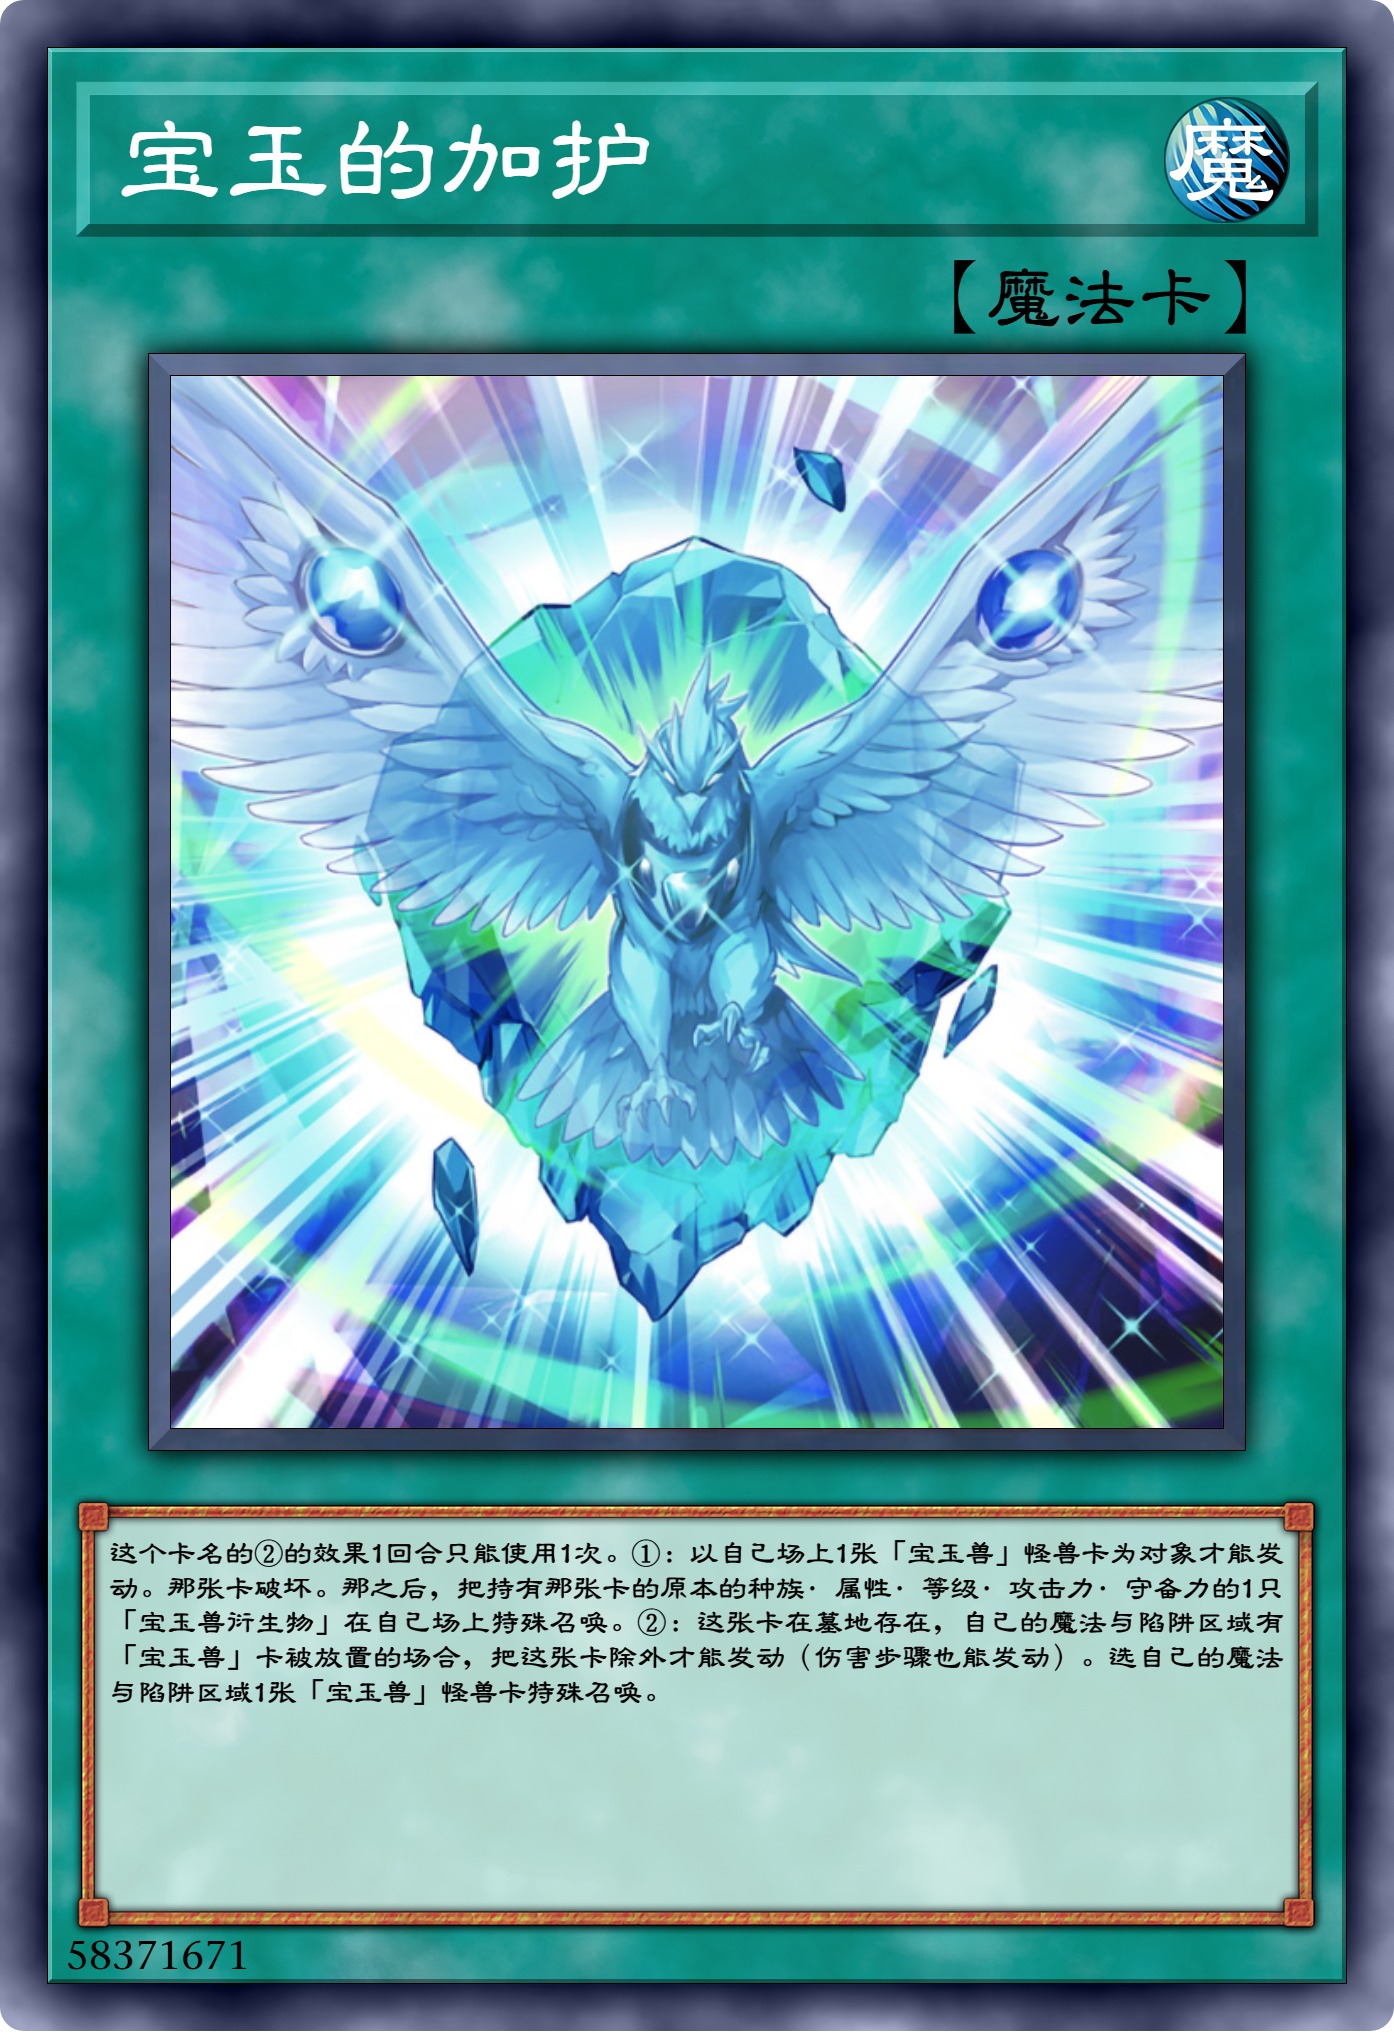 宝玉的加护
魔
【魔法卡】
这个卡名的②的效果1回合只能使用1次。①：以自己场上1张「宝玉兽」怪兽卡为对象才能发
动。那张卡破坏。那之后，把持有那张卡的原本的种族·属性·等级·攻击力·守备力的1只
「宝玉兽衍生物」在自己场上特殊召唤。②：这张卡在墓地存在，自己的魔法与陷阱区域有
「宝玉兽」卡被放置的场合，把这张卡除外才能发动（伤害步骤也能发动）。选自己的魔法
与陷阱区域1张「宝玉兽」怪兽卡特殊召唤。
58371671